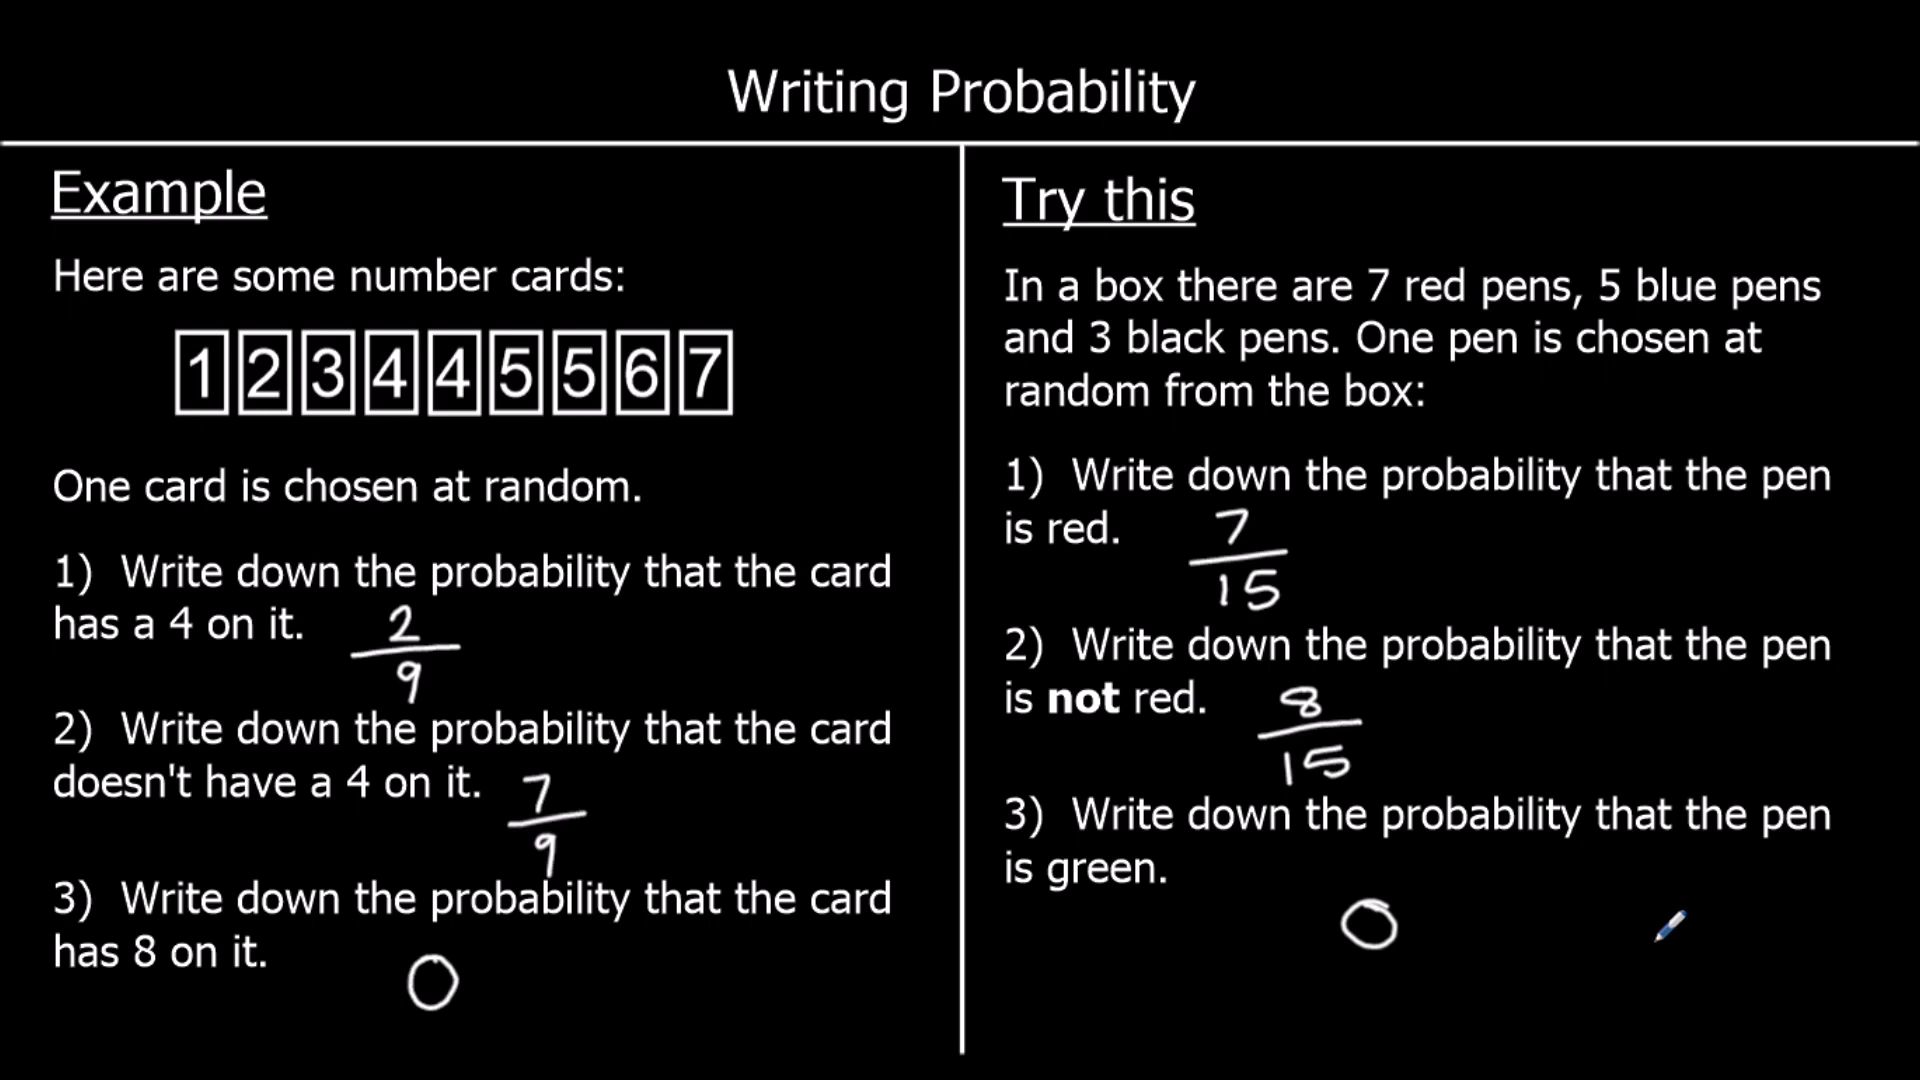 Writing Probability
Example
Here are some number cards:
1 2 3 4 4 5 5 6 7
One card is chosen at random.
1) Write down the probability that the card
has a 4 on it. 2/9
2) Write down the probability that the card
doesn't have a 4 on it. 7/9
3) Write down the probability that the card
has 8 on it.
0
Try this
In a box there are 7 red pens, 5 blue pens
and 3 black pens. One pen is chosen at
random from the box:
1) Write down the probability that the pen
is red. 7/15
2) Write down the probability that the pen
is not red. 8/15
3) Write down the probability that the pen
is green.
0